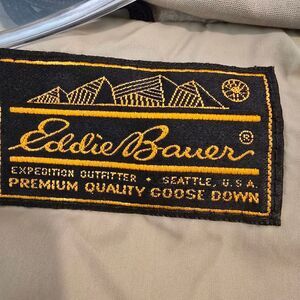 Eddie Bauer®
EXPEDITION OUTFITTER • SEATTLE, U.S.A.
PREMIUM QUALITY GOOSE DOWN